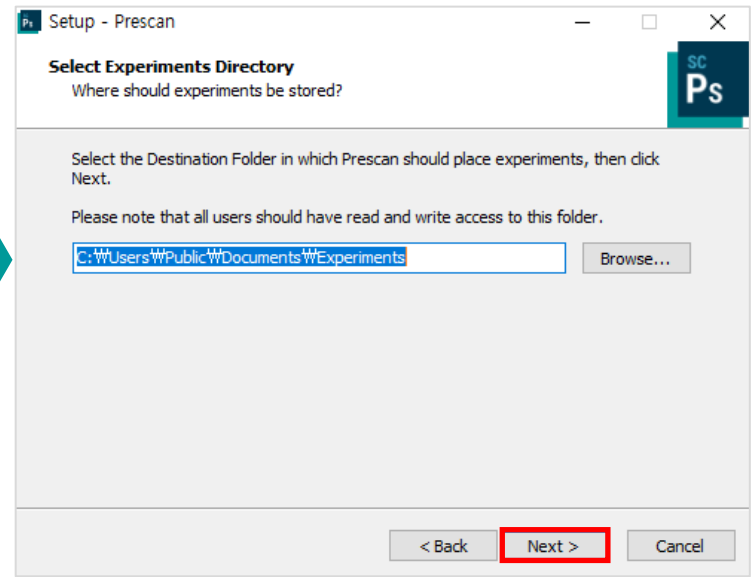 Ps Setup - Prescan
Select Experiments Directory
Where should experiments be stored?
SC
Ps
Select the Destination Folder in which Prescan should place experiments, then click
Next.
Please note that all users should have read and write access to this folder.
C:₩Users₩Public₩Documents₩Experiments
Browse...
< Back
Next >
Cancel